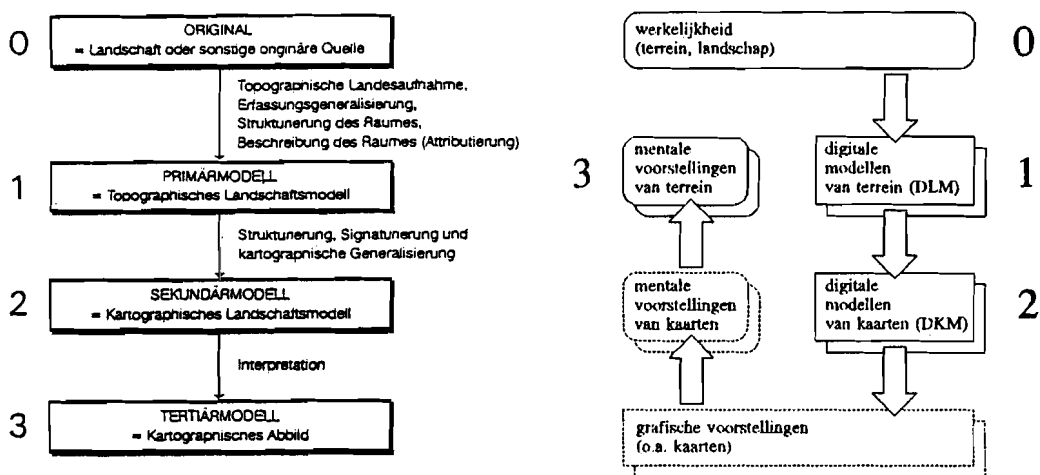 0
ORIGINAL
= Landschaft oder sonstige originäre Quelle
Topographische Landesaufnahme,
Erfassungsgeneralisierung,
Strukturierung des Raumes,
Beschreibung des Raumes (Attributierung)
1
PRIMÄRMODELL
= Topographisches Landschaftsmodell
Strukturierung, Signaturierung und
kartographische Generalisierung
2
SEKUNDÄRMODELL
= Kartographisches Landschaftsmodell
Interpretation
3
TERTIÄRMODELL
= Kartographisches Abbild
werkelijkheid
(terrein, landschap)
0
3
mentale
voorstellingen
van terrein
digitale
modellen
van terrein (DLM)
1
mentale
voorstellingen
van kaarten
digitale
modellen
van kaarten (DKM)
2
grafische voorstellingen
(o.a. kaarten)